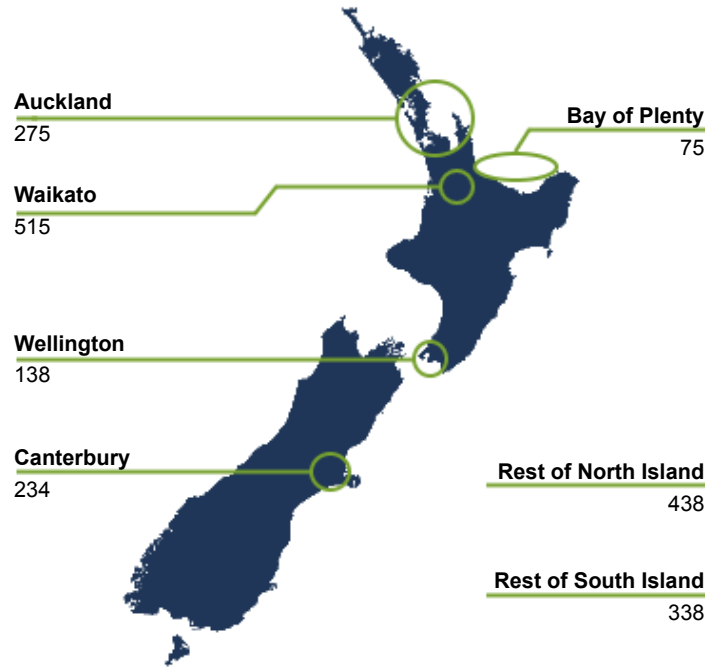 Auckland
275
Bay of Plenty
75
Waikato
515
Wellington
138
Canterbury
234
Rest of North Island
438
Rest of South Island
338